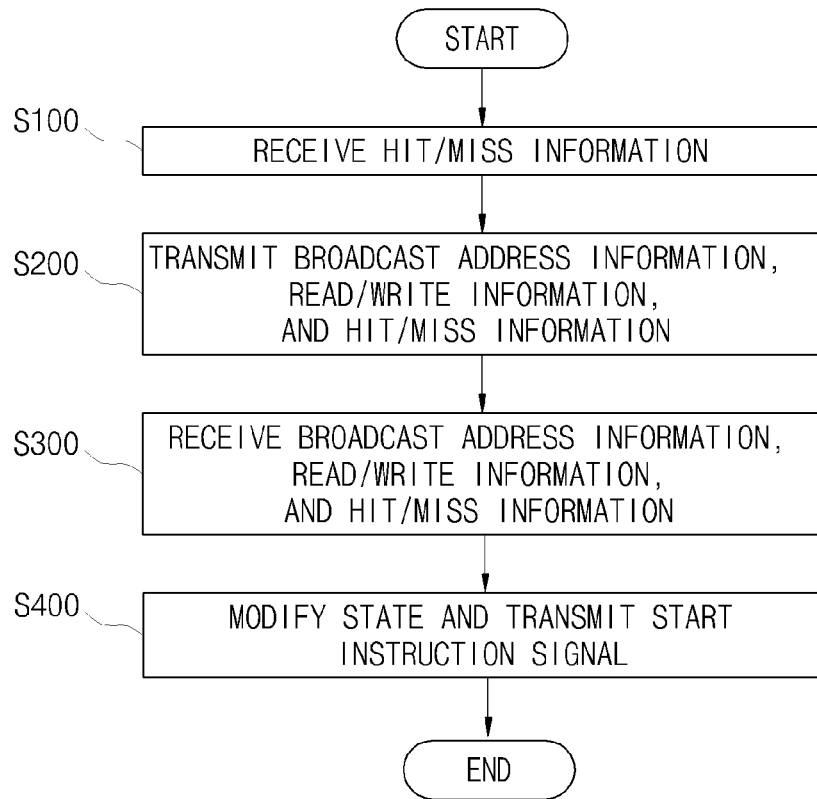 START
S100
RECEIVE HIT/MISS INFORMATION
S200
TRANSMIT BROADCAST ADDRESS INFORMATION,
READ/WRITE INFORMATION,
AND HIT/MISS INFORMATION
S300
RECEIVE BROADCAST ADDRESS INFORMATION,
READ/WRITE INFORMATION,
AND HIT/MISS INFORMATION
S400
MODIFY STATE AND TRANSMIT START
INSTRUCTION SIGNAL
END